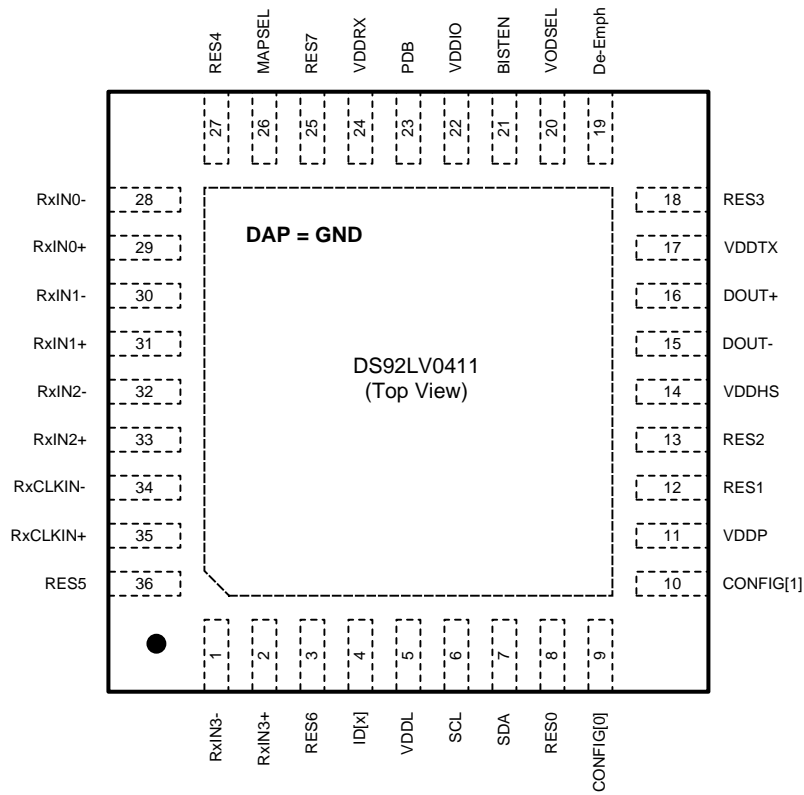 RES4
MAPSEL
RES7
VDDRX
PDB
VDDIO
BISTEN
VODSEL
De-Emph
27
26
25
24
23
22
21
20
19
RxIN0-
28
18
RES3
RxIN0+
29
DAP = GND
17
VDDTX
RxIN1-
30
16
DOUT+
RxIN1+
31
DS92LV0411
15
DOUT-
(Top View)
RxIN2-
32
14
VDDHS
RxIN2+
33
13
RES2
RxCLKIN-
34
12
RES1
RxCLKIN+
35
11
VDDP
RES5
36
10
CONFIG[1]
1
2
3
4
5
6
7
8
9
RxIN3-
RxIN3+
RES6
ID[x]
VDDL
SCL
SDA
RES0
CONFIG[0]